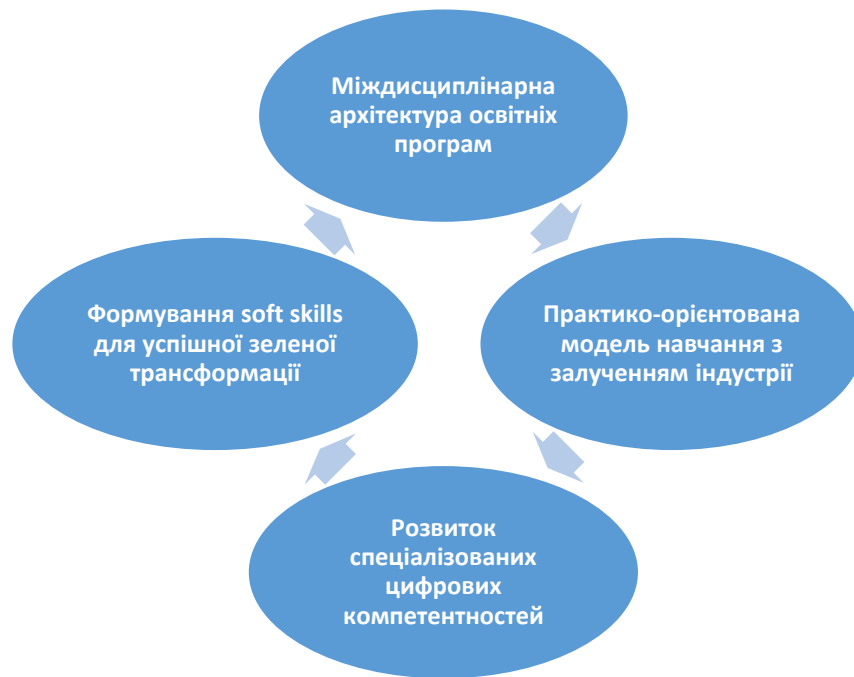 Міждисциплінарна
архітектура освітніх
програм
Формування soft skills
для успішної зеленої
трансформації
Практико-орієнтована
модель навчання з
залученням індустрії
Розвиток
спеціалізованих
цифрових
компетентностей